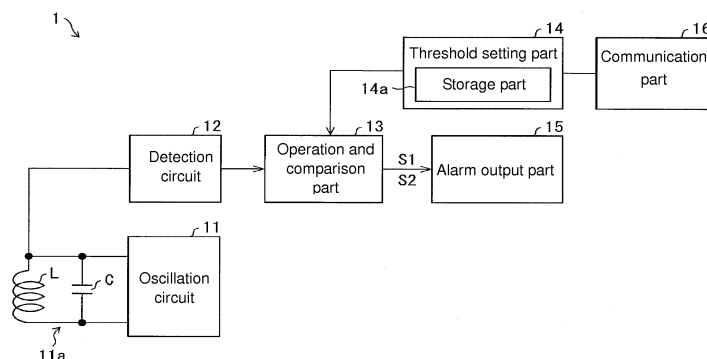 1
14
16
Threshold setting part
Communication
part
Storage part
14a
12
13
15
Detection
circuit
Operation and
comparison
part
S1
S2
Alarm output part
11
L
C
Oscillation
circuit
11a